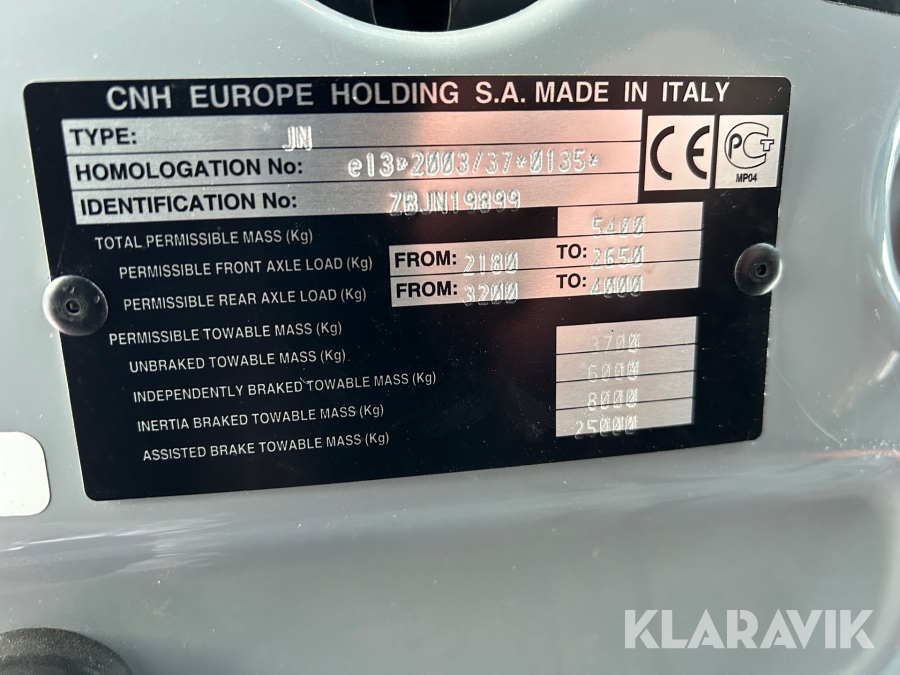 CNH EUROPE HOLDING S.A. MADE IN ITALY
TYPE: JN
HOMOLOGATION No: e13*2003/37*0135*
IDENTIFICATION No: ZBJN19899
MP04
TOTAL PERMISSIBLE MASS (Kg) 5400
PERMISSIBLE FRONT AXLE LOAD (Kg) FROM: 2180 TO: 2650
PERMISSIBLE REAR AXLE LOAD (Kg) FROM: 3200 TO: 4000
PERMISSIBLE TOWABLE MASS (Kg)
UNBRAKED TOWABLE MASS (Kg) 3700
INDEPENDENTLY BRAKED TOWABLE MASS (Kg) 6000
INERTIA BRAKED TOWABLE MASS (Kg) 8000
ASSISTED BRAKE TOWABLE MASS (Kg) 25000
KLARAVIK